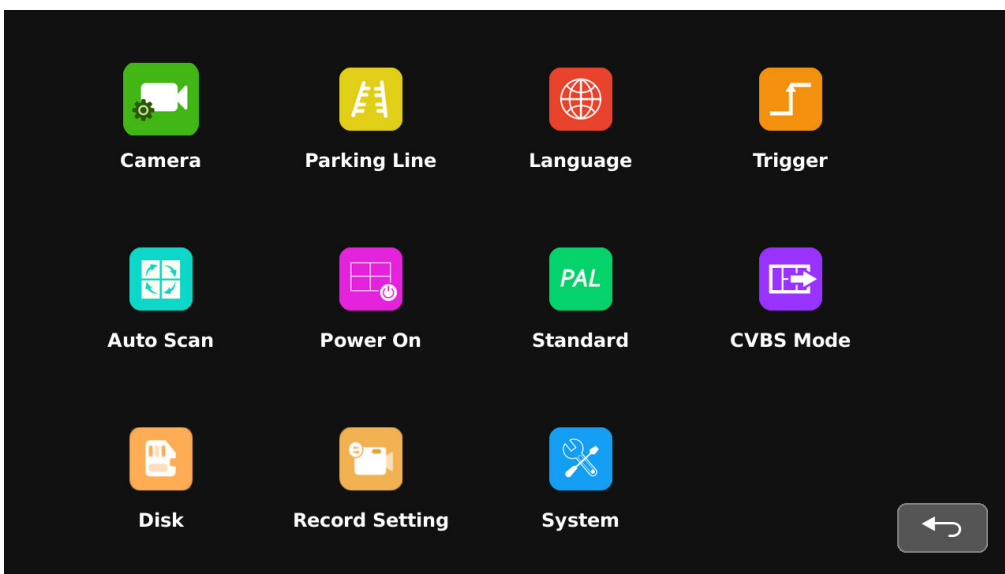 Camera
Parking Line
Language
Trigger
PAL
Auto Scan
Power On
Standard
CVBS Mode
Disk
Record Setting
System